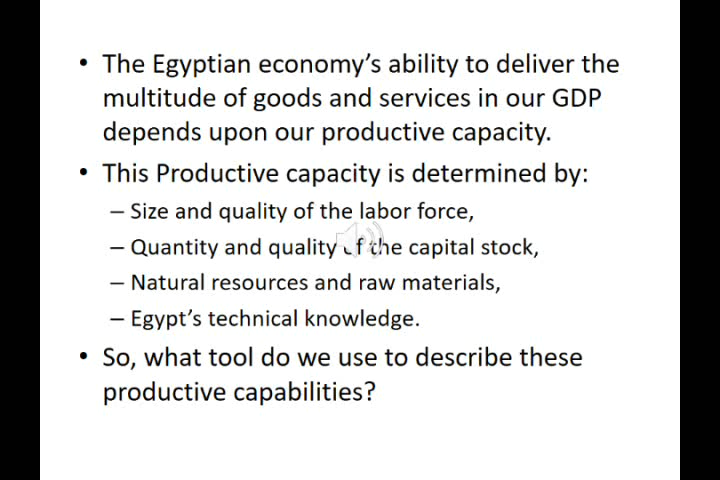 • The Egyptian economy's ability to deliver the
multitude of goods and services in our GDP
depends upon our productive capacity.
• This Productive capacity is determined by:
– Size and quality of the labor force,
– Quantity and quality of the capital stock,
– Natural resources and raw materials,
– Egypt's technical knowledge.
• So, what tool do we use to describe these
productive capabilities?